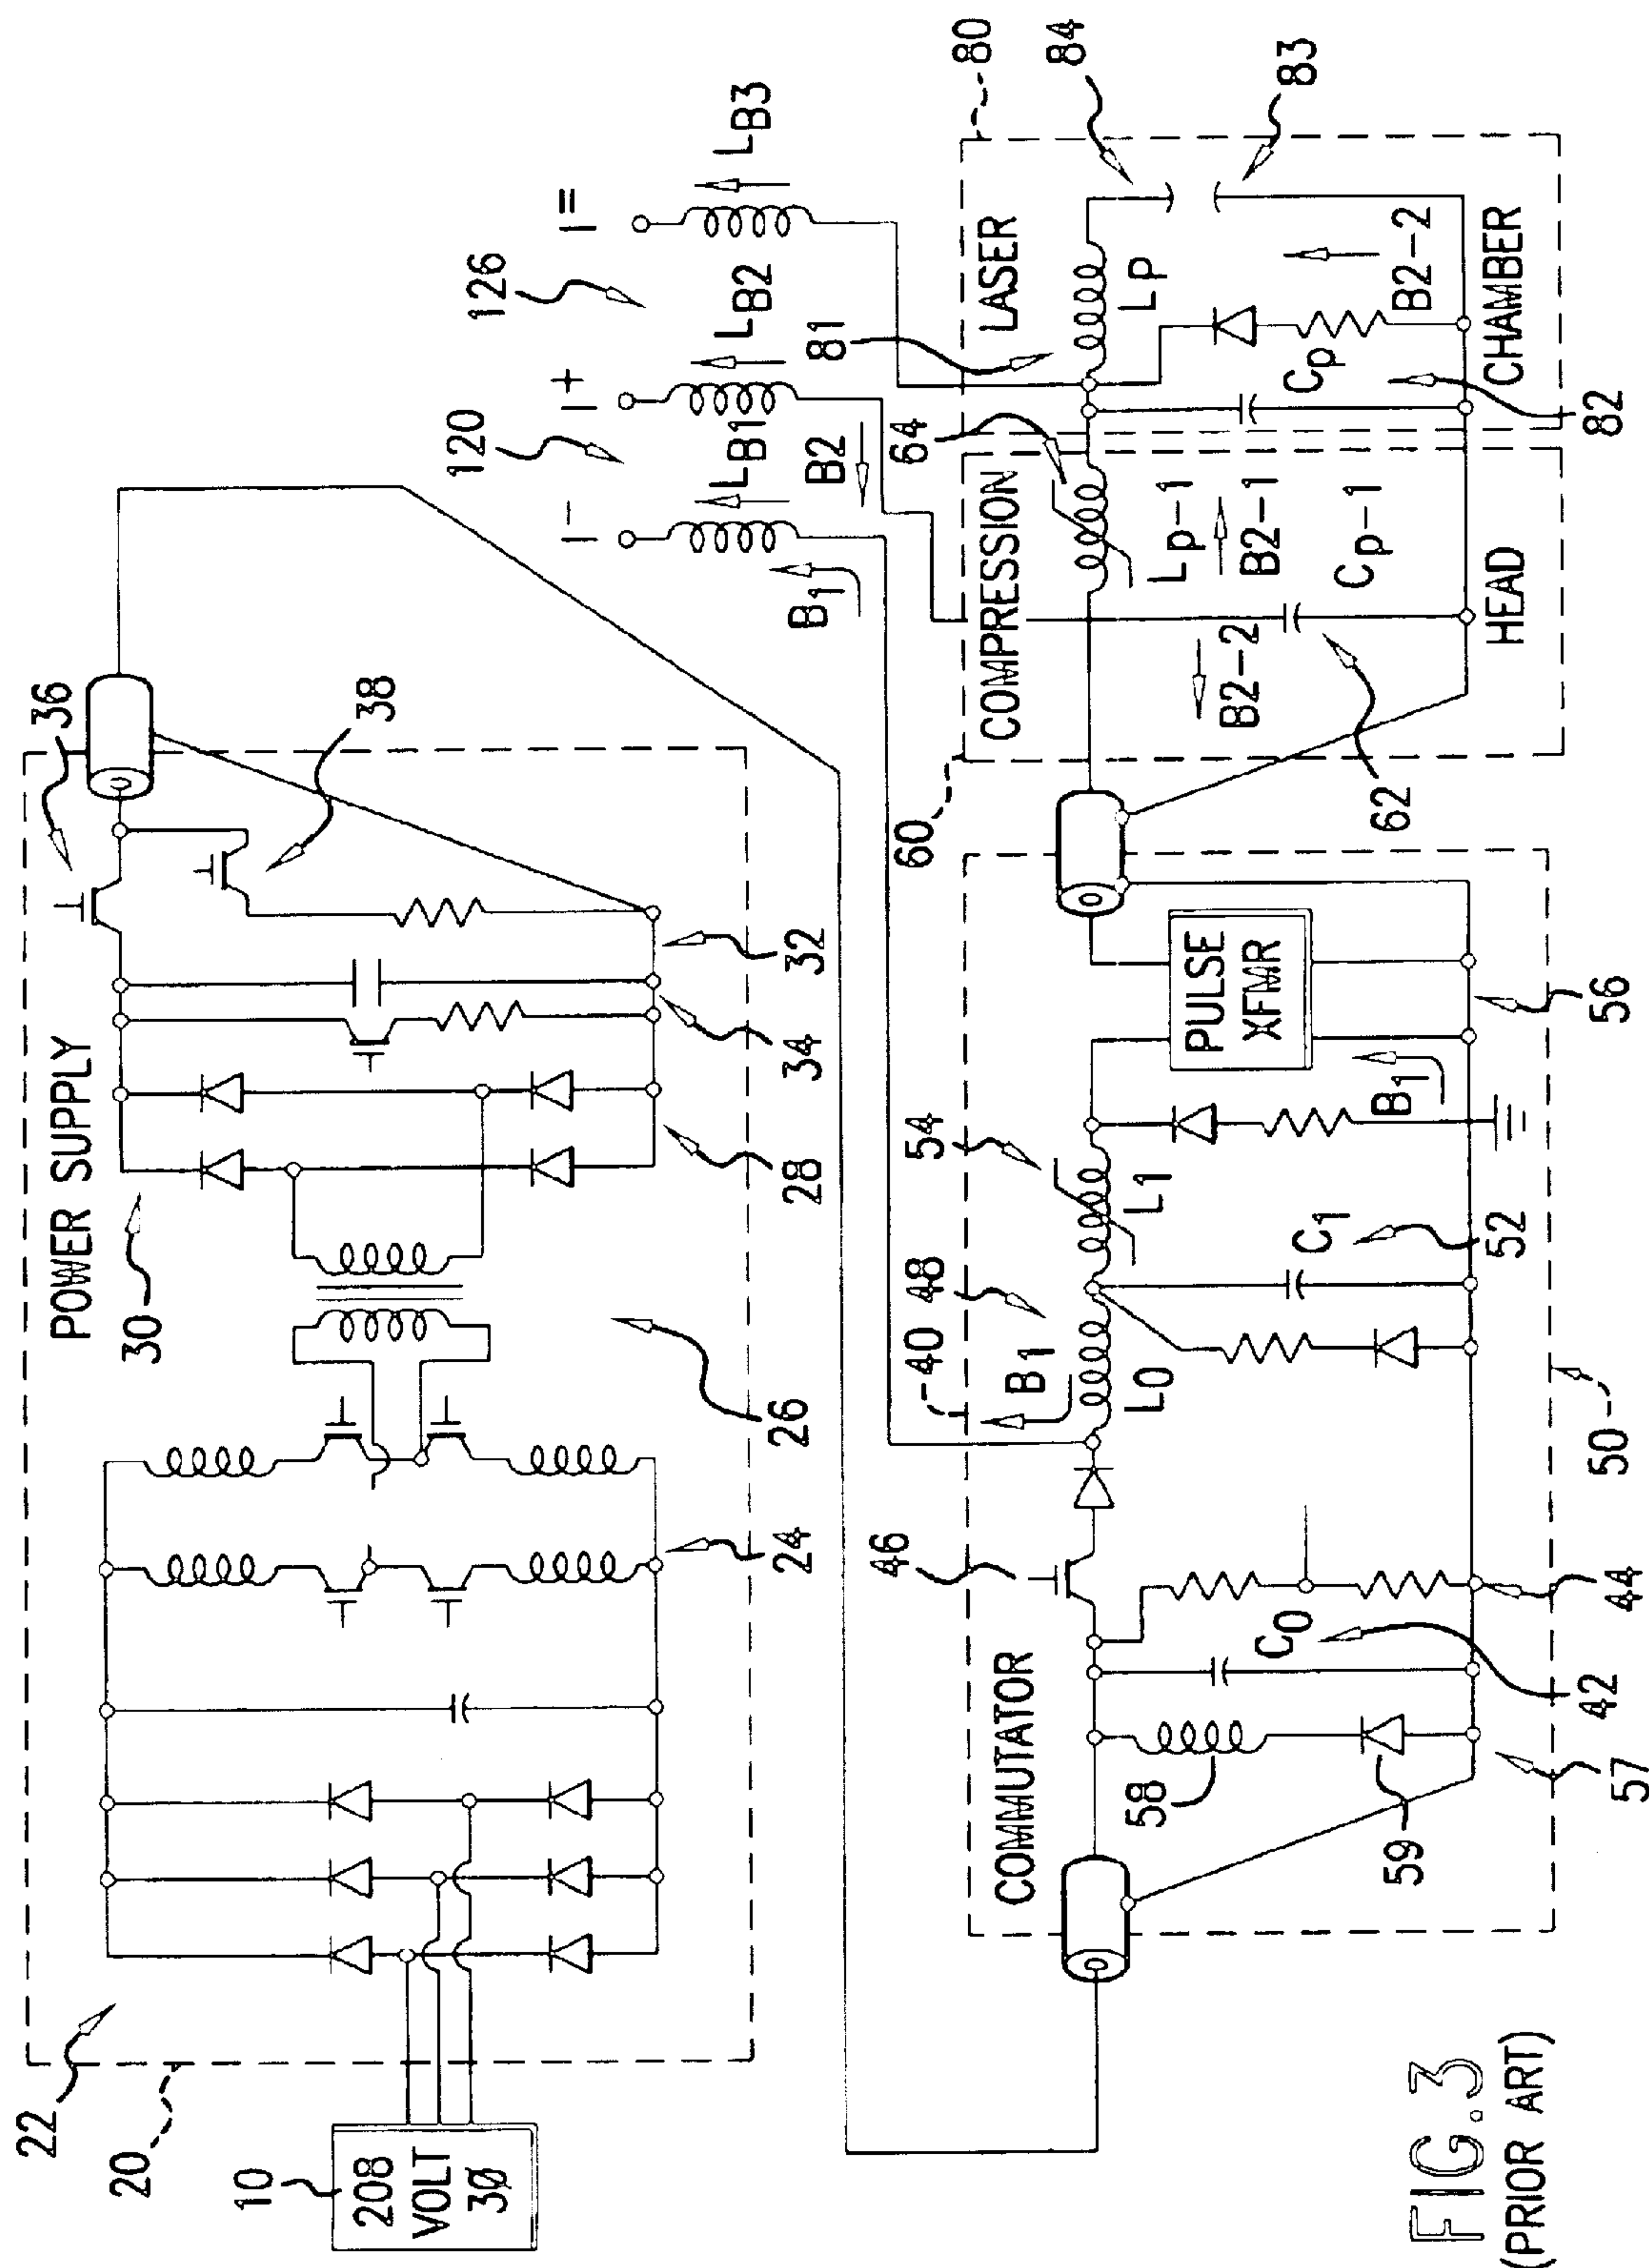 POWER SUPPLY
10
208
VOLT
3Ø
20
22
24
26
28
30
32
34
36
38
120
126
I-
I+
I=
LB1
LB2
LB3
B1
B2
COMMUTATOR
40
42
44
46
48
50
52
54
56
57
58
59
C0
L0
B1
C1
L1
B1
PULSE
XFMR
COMPRESSION
HEAD
60
62
64
Lp-1
B2-1
Cp-1
B2-2
LASER
CHAMBER
80
81
82
83
84
LP
Cp
B2-2
FIG.3
(PRIOR ART)